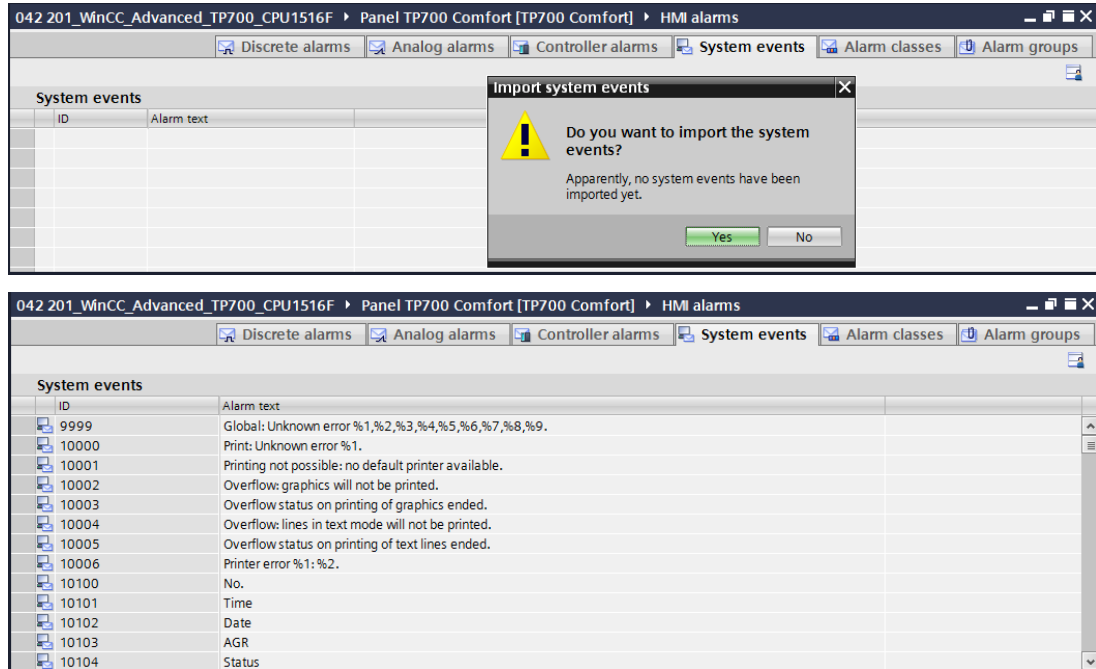 042 201_WinCC_Advanced_TP700_CPU1516F ▸ Panel TP700 Comfort [TP700 Comfort] ▸ HMI alarms
Discrete alarms Analog alarms Controller alarms System events Alarm classes Alarm groups
System events
ID Alarm text
Import system events
Do you want to import the system
events?
Apparently, no system events have been
imported yet.
Yes No
042 201_WinCC_Advanced_TP700_CPU1516F ▸ Panel TP700 Comfort [TP700 Comfort] ▸ HMI alarms
Discrete alarms Analog alarms Controller alarms System events Alarm classes Alarm groups
System events
ID Alarm text
9999 Global: Unknown error %1,%2,%3,%4,%5,%6,%7,%8,%9.
10000 Print: Unknown error %1.
10001 Printing not possible: no default printer available.
10002 Overflow: graphics will not be printed.
10003 Overflow status on printing of graphics ended.
10004 Overflow: lines in text mode will not be printed.
10005 Overflow status on printing of text lines ended.
10006 Printer error %1: %2.
10100 No.
10101 Time
10102 Date
10103 AGR
10104 Status